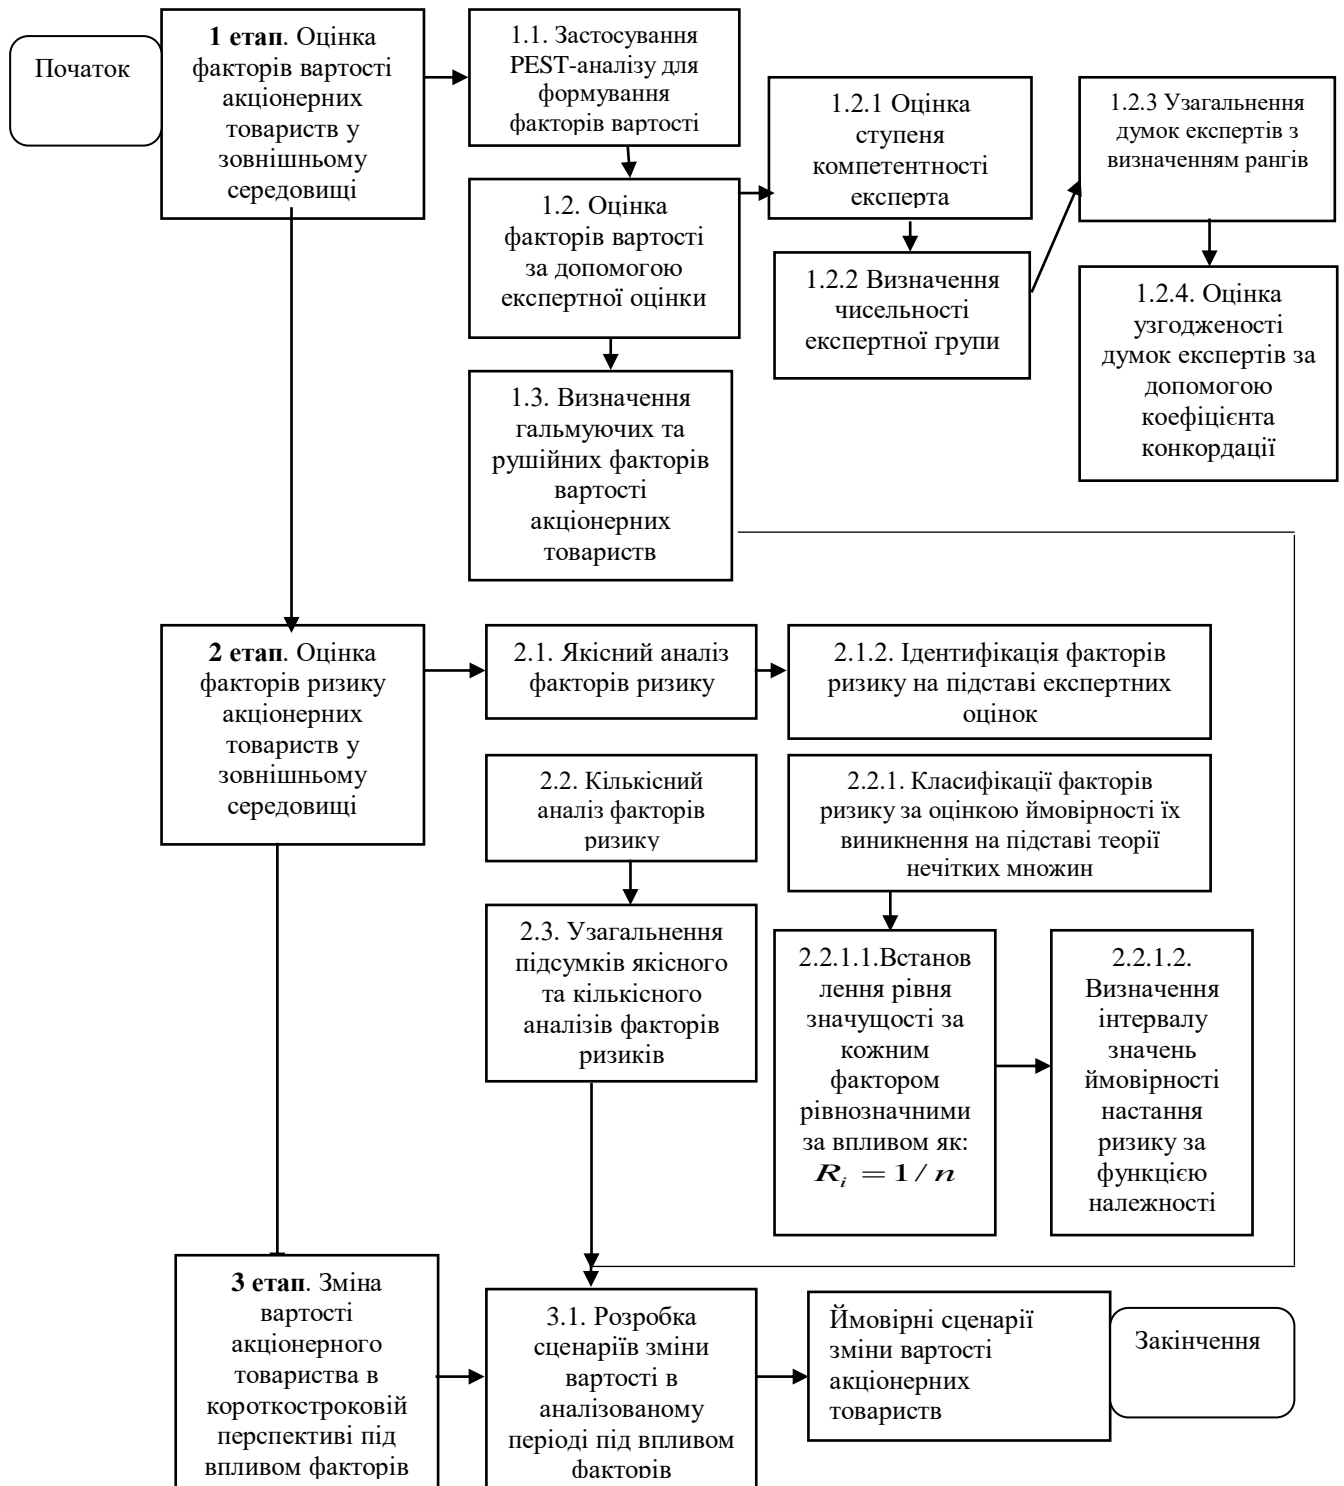 Початок
1 етап. Оцінка
факторів вартості
акціонерних
товариств у
зовнішньому
середовищі
1.1. Застосування
PEST-аналізу для
формування
факторів вартості
1.2. Оцінка
факторів вартості
за допомогою
експертної оцінки
1.2.1 Оцінка
ступеня
компетентності
експерта
1.2.2 Визначення
чисельності
експертної групи
1.2.3 Узагальнення
думок експертів з
визначенням рангів
1.2.4. Оцінка
узгодженості
думок експертів за
допомогою
коефіцієнта
конкордації
1.3. Визначення
гальмуючих та
рушійних факторів
вартості
акціонерних
товариств
2 етап. Оцінка
факторів ризику
акціонерних
товариств у
зовнішньому
середовищі
2.1. Якісний аналіз
факторів ризику
2.1.2. Ідентифікація факторів
ризику на підставі експертних
оцінок
2.2. Кількісний
аналіз факторів
ризику
2.2.1. Класифікації факторів
ризику за оцінкою ймовірності їх
виникнення на підставі теорії
нечітких множин
2.3. Узагальнення
підсумків якісного
та кількісного
аналізів факторів
ризиків
2.2.1.1.Встанов
лення рівня
значущості за
кожним
фактором
рівнозначними
за впливом як:
R_i = 1 / n
2.2.1.2.
Визначення
інтервалу
значень
ймовірності
настання
ризику за
функцією
належності
3 етап. Зміна
вартості
акціонерного
товариства в
короткостроковій
перспективі під
впливом факторів
3.1. Розробка
сценаріїв зміни
вартості в
аналізованому
періоді під впливом
факторів
Ймовірні сценарії
зміни вартості
акціонерних
товариств
Закінчення